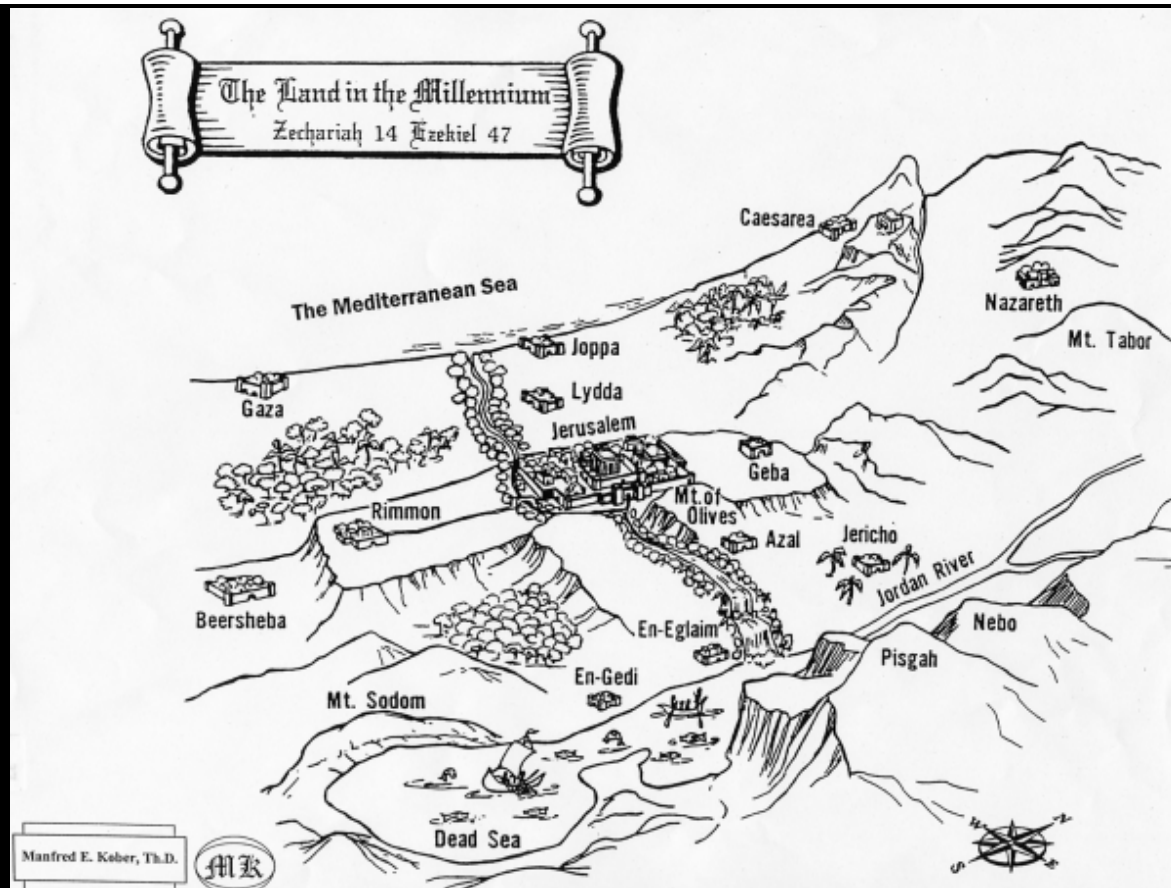 The Land in the Millennium
Zechariah 14 Ezekiel 47
Caesarea
The Mediterranean Sea
Nazareth
Mt. Tabor
Joppa
Gaza
Lydda
Jerusalem
Geba
Rimmon
Mt. of
Olives
Azal
Jericho
Jordan River
Beersheba
En-Eglaim
Nebo
Pisgah
En-Gedi
Mt. Sodom
Dead Sea
W N
S E
Manfred E. Kober, Th.D.
MK